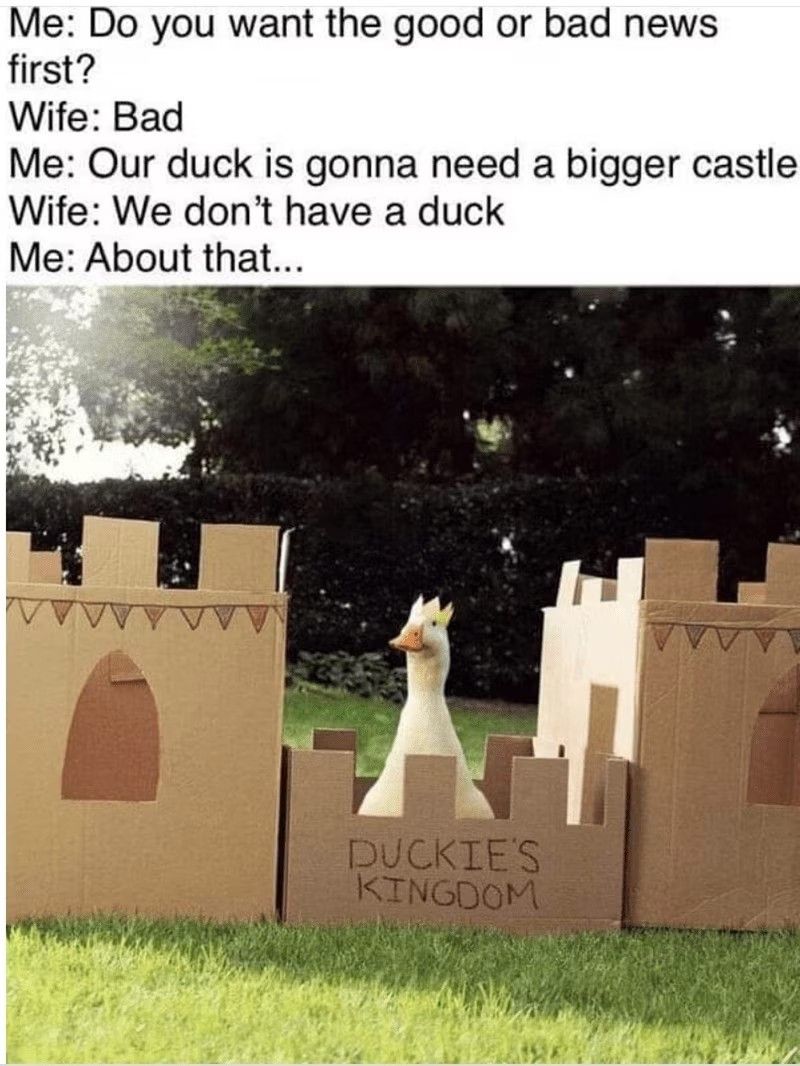 Me: Do you want the good or bad news
first?
Wife: Bad
Me: Our duck is gonna need a bigger castle
Wife: We don't have a duck
Me: About that...
DUCKIE'S
KINGDOM